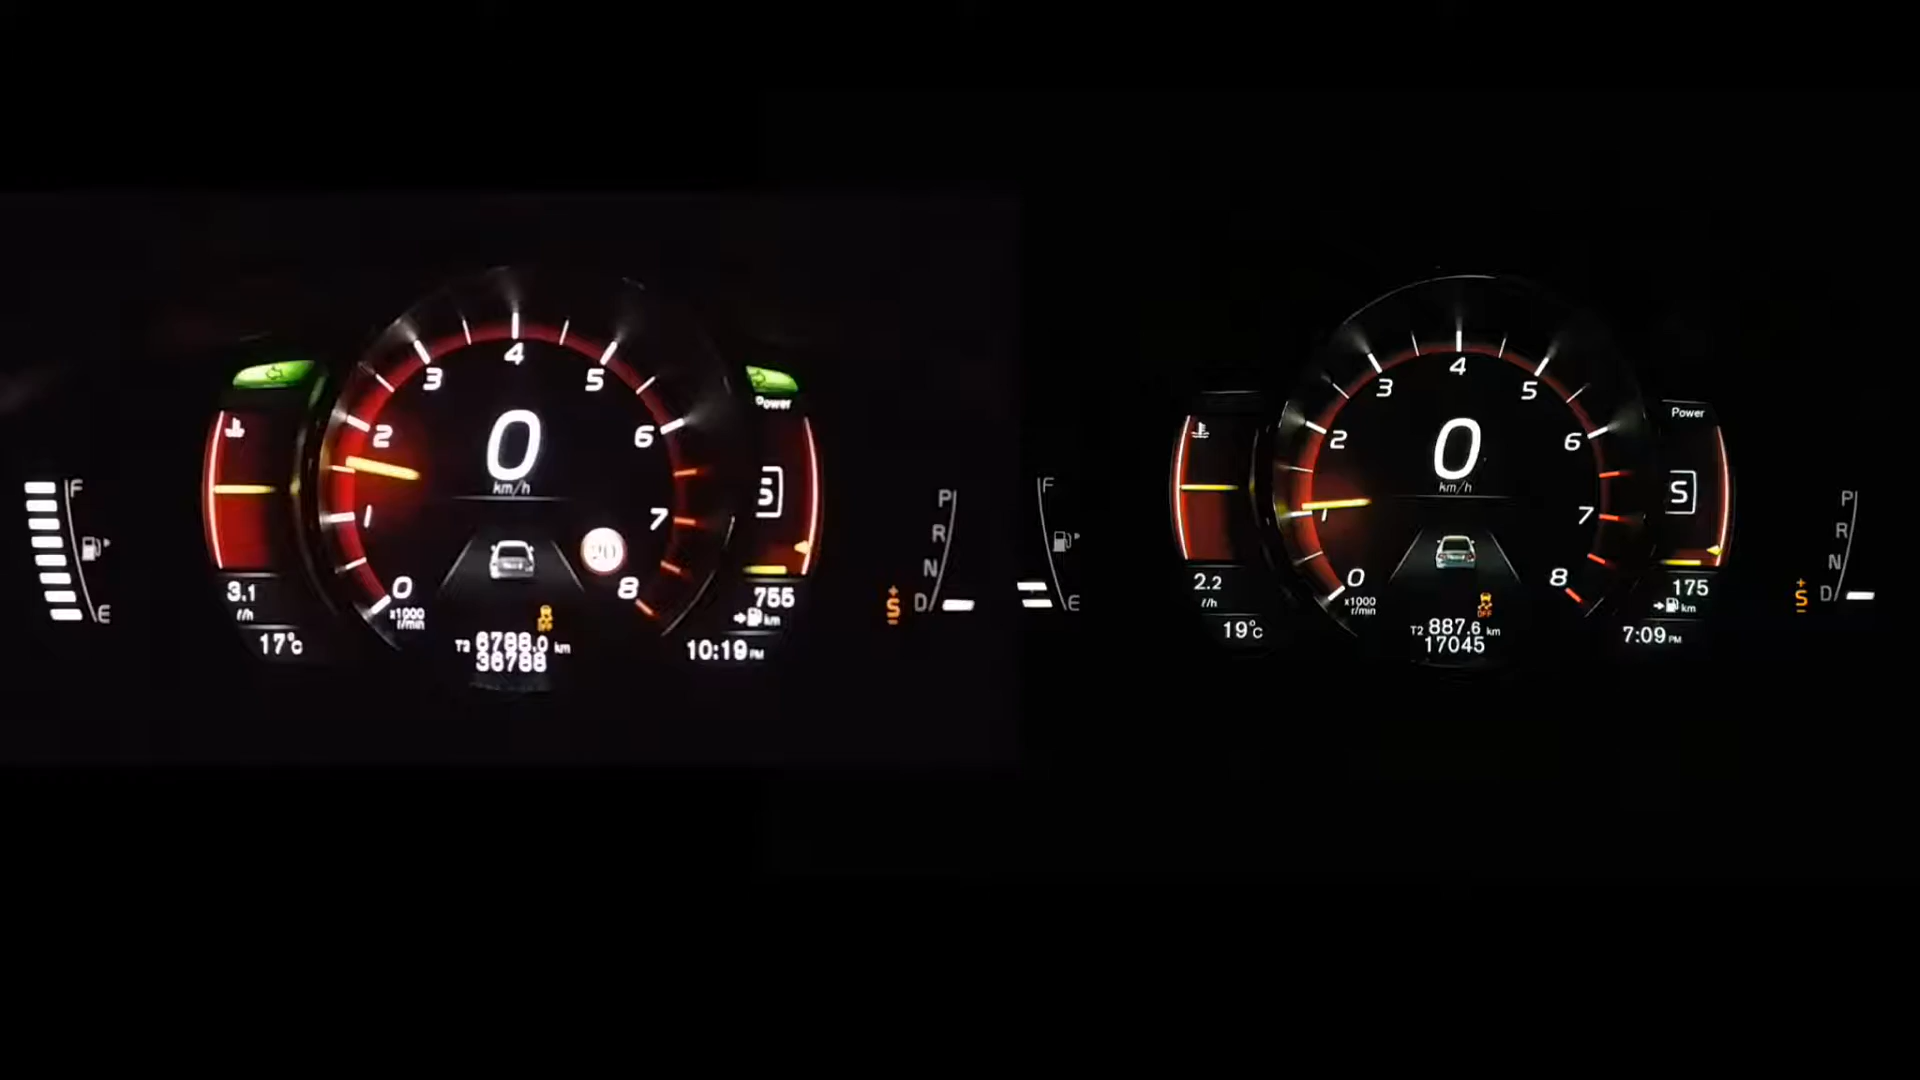 4
3
5
2
6
1
7
0
8
x1000
r/min
0
km/h
20
Power
S
F
E
3.1
ℓ/h
17°c
OFF
T2 6788.0 km
36788
755
km
10:19 PM
P
R
N
D
+
S
−
4
3
5
2
6
1
7
0
8
x1000
r/min
0
km/h
Power
S
F
E
2.2
ℓ/h
19°c
OFF
T2 887.6 km
17045
175
km
7:09 PM
P
R
N
D
+
S
−